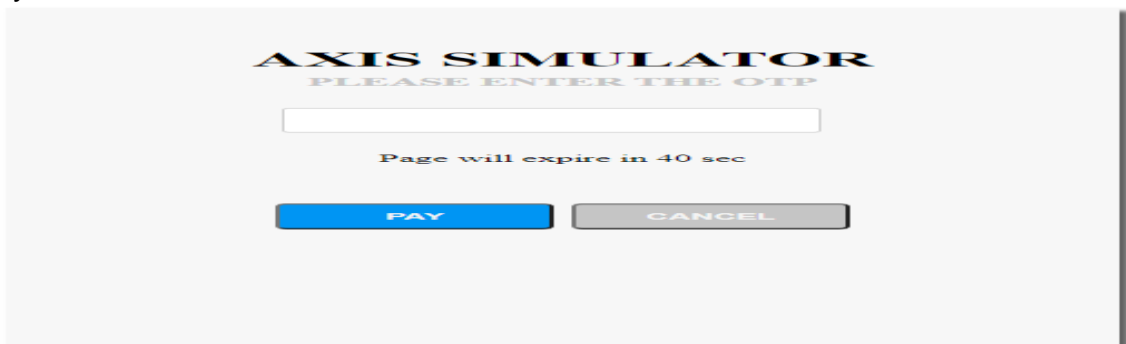 AXIS SIMULATOR
PLEASE ENTER THE OTP
Page will expire in 40 sec
PAY CANCEL